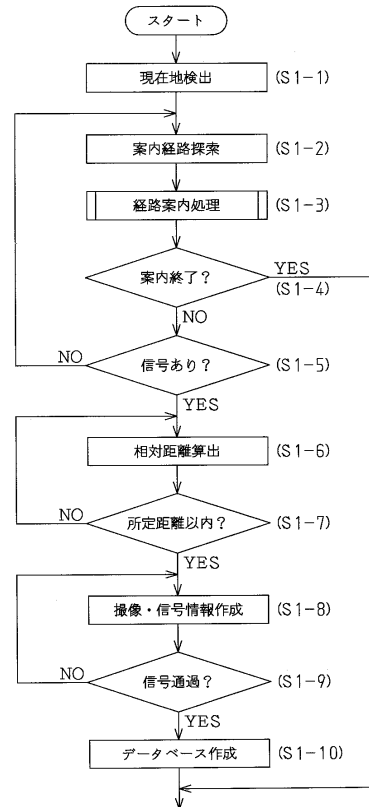 スタート
現在地検出 (S1-1)
案内経路探索 (S1-2)
経路案内処理 (S1-3)
案内終了? YES (S1-4)
NO
NO 信号あり? (S1-5)
YES
相対距離算出 (S1-6)
NO 所定距離以内? (S1-7)
YES
撮像・信号情報作成 (S1-8)
NO 信号通過? (S1-9)
YES
データベース作成 (S1-10)